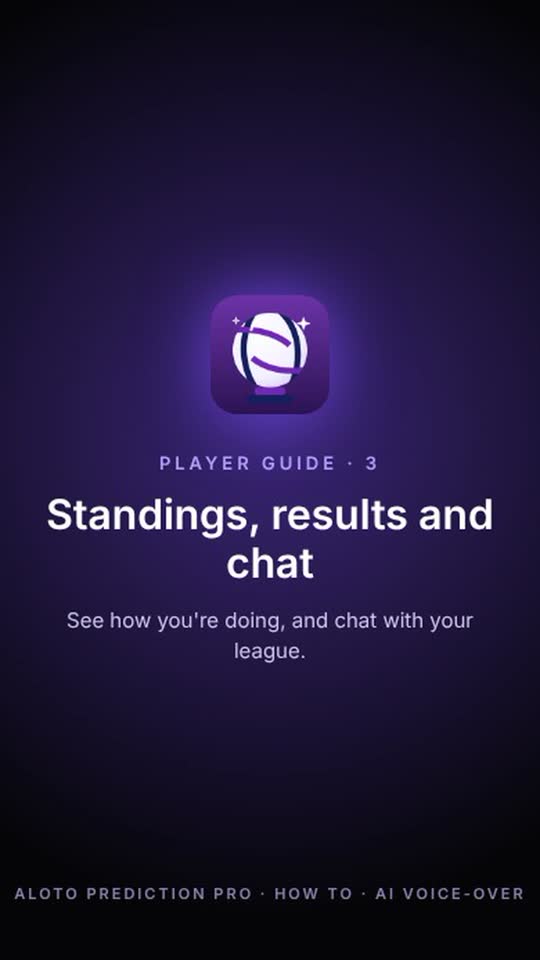 PLAYER GUIDE · 3
Standings, results and
chat
See how you're doing, and chat with your
league.
ALOTO PREDICTION PRO · HOW TO · AI VOICE-OVER